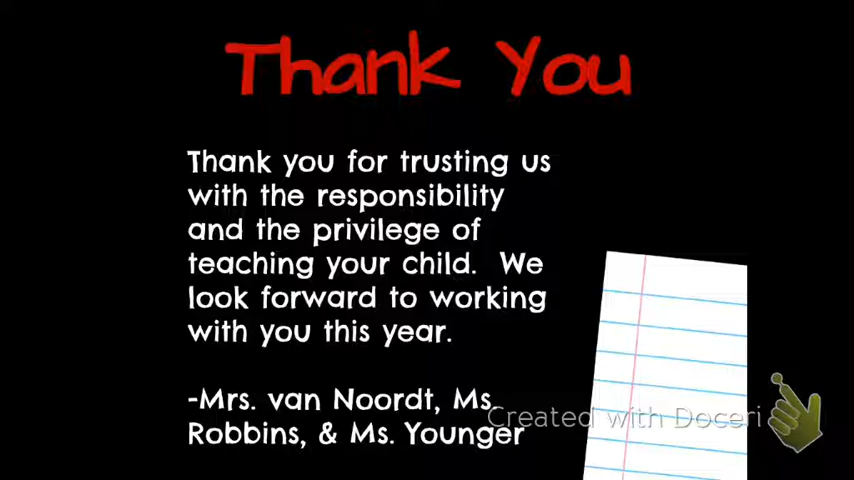 Thank You
Thank you for trusting us
with the responsibility
and the privilege of
teaching your child.  We
look forward to working
with you this year.
-Mrs. van Noordt, Ms.
Created with Doceri
Robbins, & Ms. Younger